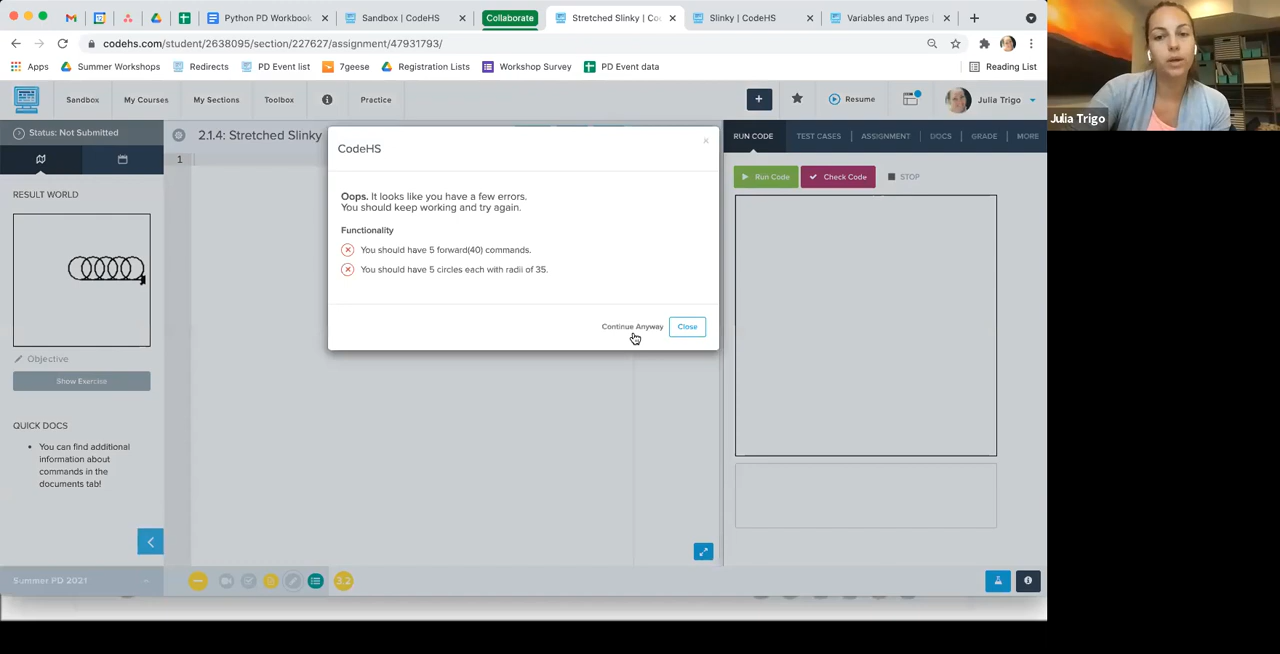 Python PD Workbook
Sandbox | CodeHS
Collaborate
Stretched Slinky | Co
Slinky | CodeHS
Variables and Types |
codehs.com/student/2638095/section/227627/assignment/47931793/
Apps
Summer Workshops
Redirects
PD Event list
7geese
Registration Lists
Workshop Survey
PD Event data
Reading List
Sandbox
My Courses
My Sections
Toolbox
Practice
Resume
Julia Trigo
Julia Trigo
Status: Not Submitted
2.1.4: Stretched Slinky
RUN CODE
TEST CASES
ASSIGNMENT
DOCS
GRADE
MORE
1
CodeHS
×
Oops. It looks like you have a few errors.
You should keep working and try again.
Functionality
You should have 5 forward(40) commands.
You should have 5 circles each with radii of 35.
Continue Anyway
Close
Run Code
Check Code
STOP
RESULT WORLD
Objective
Show Exercise
QUICK DOCS
You can find additional
information about
commands in the
documents tab!
Summer PD 2021
3.2